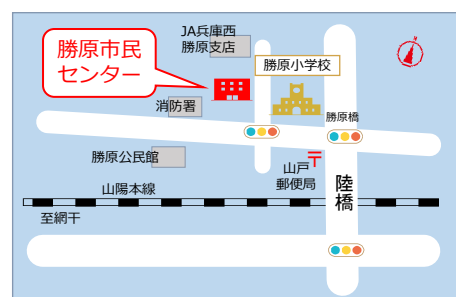 JA兵庫西
勝原支店
勝原市民
センター
勝原小学校
消防署
勝原橋
勝原公民館
山戸
郵便局
山陽本線
陸橋
至網干